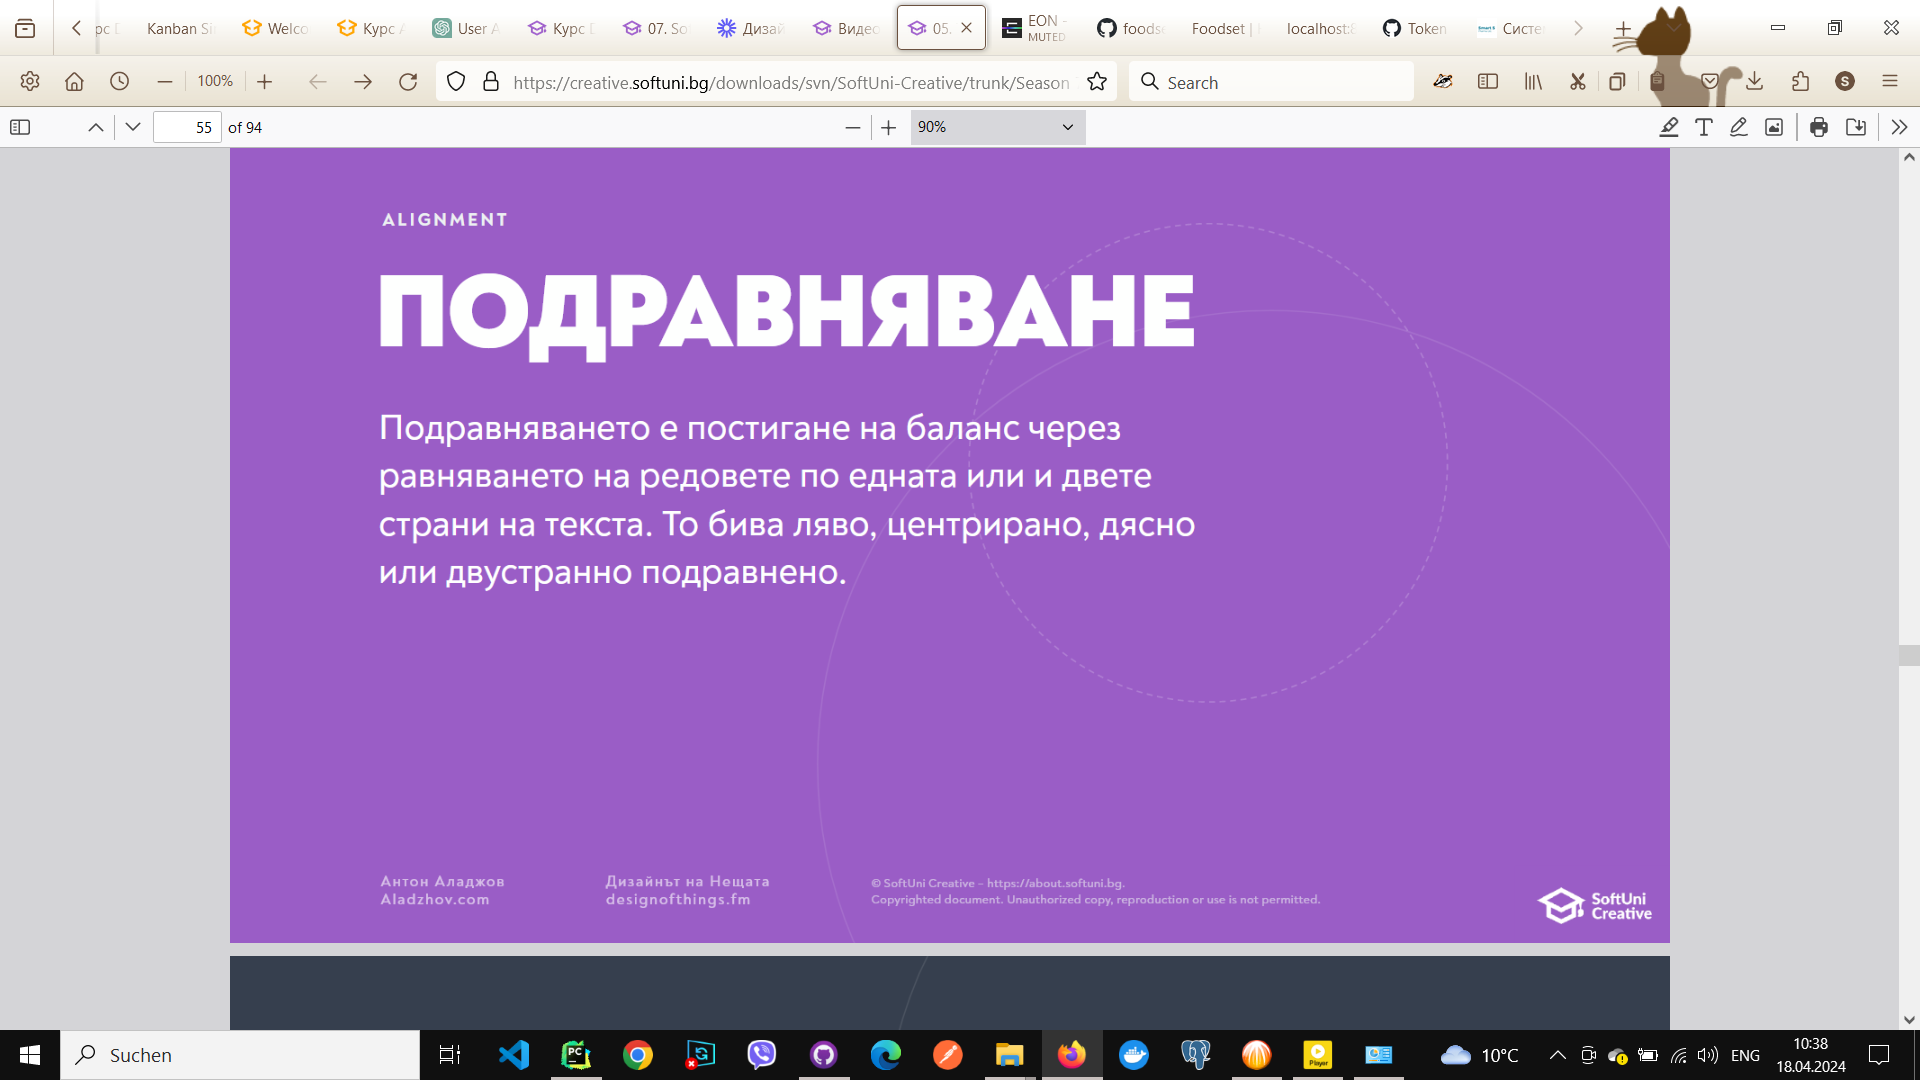 Kanban Si
Welco
Курс
User A
Курс
07. So
Дизай
Видео
05.
EON -
MUTED
foods
Foodset |
localhost:8
Token
Систе
100%
https://creative.softuni.bg/downloads/svn/SoftUni-Creative/trunk/Season
Search
S
55 of 94
90%
ALIGNMENT
ПОДРАВНЯВАНЕ
Подравняването е постигане на баланс чрез
равняването на редовете по едната или и двете
страни на текста. То бива ляво, центрирано, дясно
или двустранно подравнено.
Антон Аладжов
Aladzhov.com
Дизайнът на Нещата
designofthings.fm
© SoftUni Creative – https://about.softuni.bg.
Copyrighted document. Unauthorized copy, reproduction or use is not permitted.
SoftUni
Creative
Suchen
PC
Player
10°C
ENG
10:38
18.04.2024